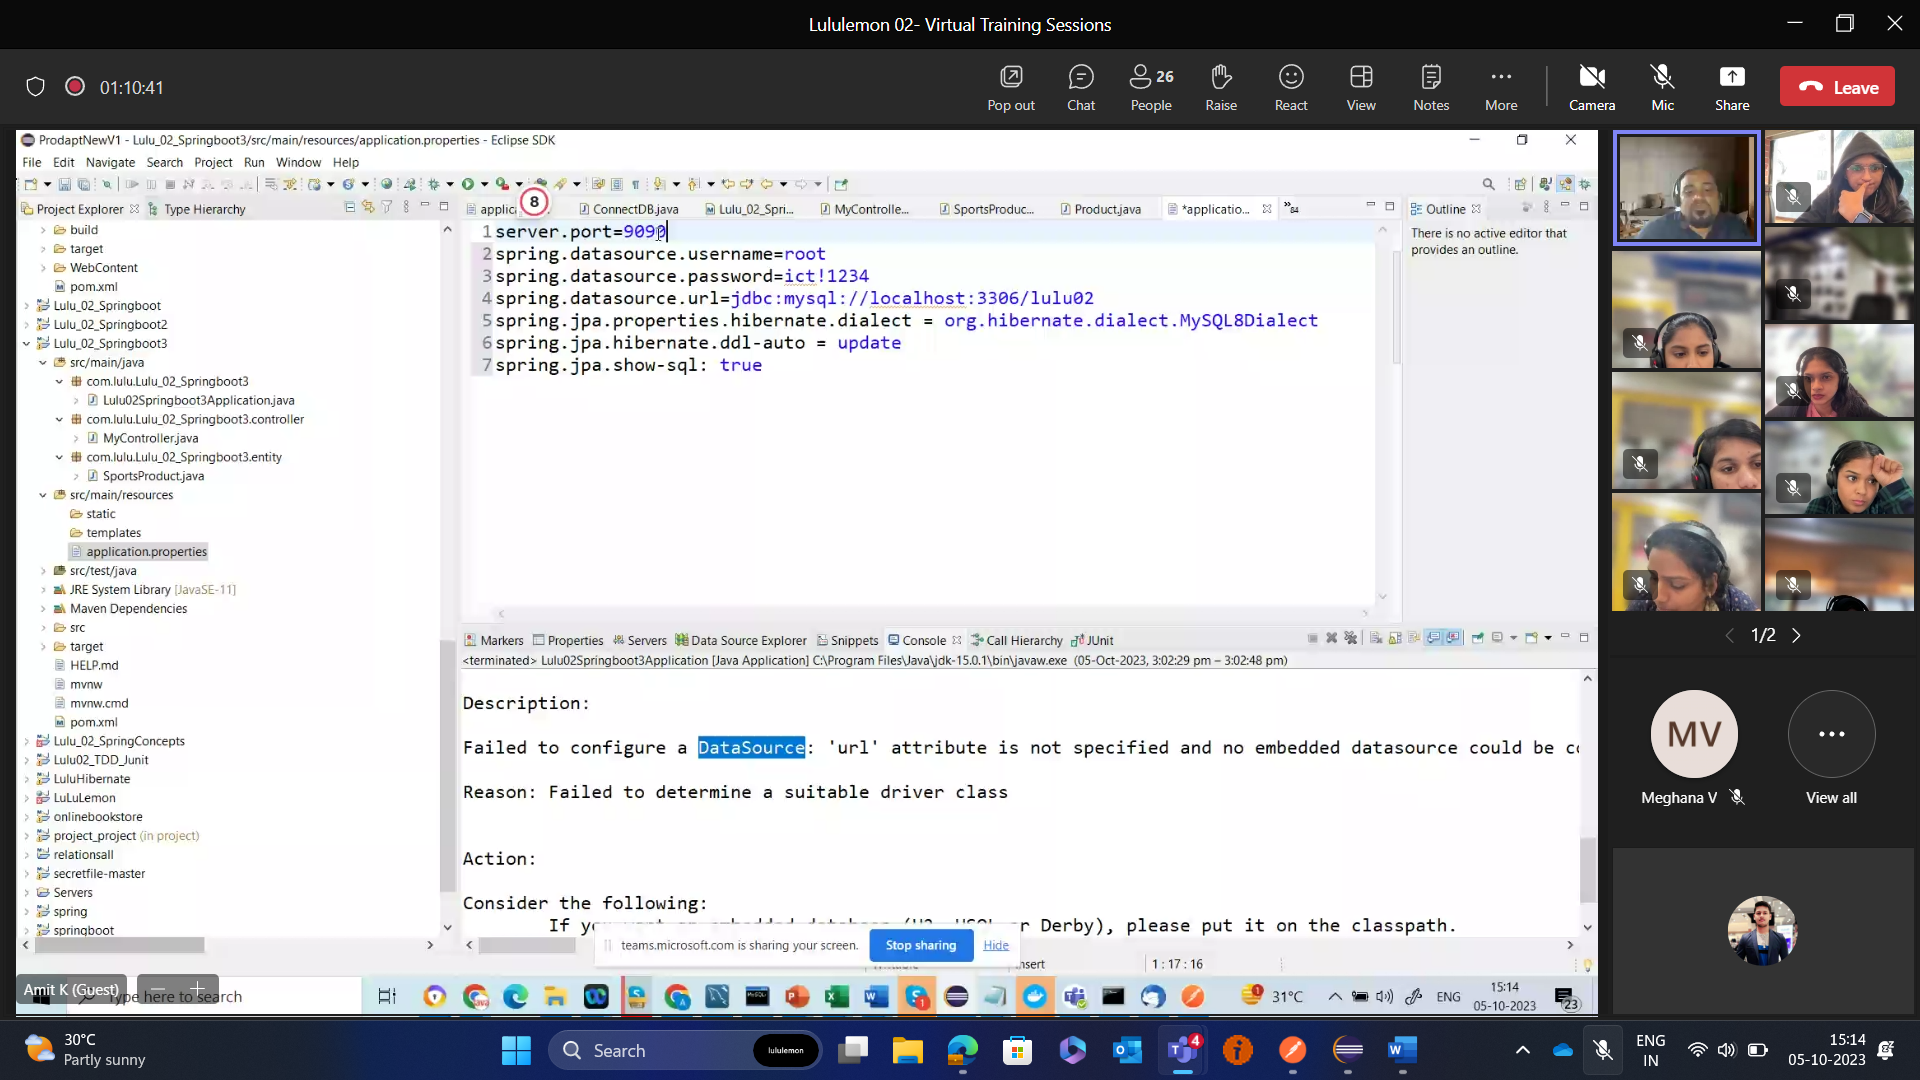 Lululemon 02- Virtual Training Sessions
01:10:41
Pop out
Chat
26
People
Raise
React
View
Notes
More
Camera
Mic
Share
Leave
ProdaptNewV1 - Lulu_02_Springboot3/src/main/resources/application.properties - Eclipse SDK
File Edit Navigate Search Project Run Window Help
Project Explorer
Type Hierarchy
build
target
WebContent
pom.xml
Lulu_02_Springboot
Lulu_02_Springboot2
Lulu_02_Springboot3
src/main/java
com.lulu.Lulu_02_Springboot3
Lulu02Springboot3Application.java
com.lulu.Lulu_02_Springboot3.controller
MyController.java
com.lulu.Lulu_02_Springboot3.entity
SportsProduct.java
src/main/resources
static
templates
application.properties
src/test/java
JRE System Library [JavaSE-11]
Maven Dependencies
src
target
HELP.md
mvnw
mvnw.cmd
pom.xml
Lulu_02_SpringConcepts
Lulu02_TDD_Junit
LuluHibernate
LuLuLemon
onlinebookstore
project_project (in project)
relationsall
secretfile-master
Servers
spring
springboot
8
ConnectDB.java
Lulu_02_Spri...
MyControlle...
SportsProduc...
Product.java
*applicatio...
»84
1 server.port=9090
2 spring.datasource.username=root
3 spring.datasource.password=ict!1234
4 spring.datasource.url=jdbc:mysql://localhost:3306/lulu02
5 spring.jpa.properties.hibernate.dialect = org.hibernate.dialect.MySQL8Dialect
6 spring.jpa.hibernate.ddl-auto = update
7 spring.jpa.show-sql: true
Outline
There is no active editor that
provides an outline.
Markers Properties Servers Data Source Explorer Snippets Console Call Hierarchy JUnit
<terminated> Lulu02Springboot3Application [Java Application] C:\Program Files\Java\jdk-15.0.1\bin\javaw.exe (05-Oct-2023, 3:02:29 pm – 3:02:48 pm)
Description:
Failed to configure a DataSource: 'url' attribute is not specified and no embedded datasource could be
Reason: Failed to determine a suitable driver class
Action:
Consider the following:
If Derby), please put it on the classpath.
teams.microsoft.com is sharing your screen.
Stop sharing
Hide
1 : 17 : 16
Amit K (Guest)
Type here to search
31°C
ENG
15:14
05-10-2023
23
1/2
MV
Meghana V
View all
30°C
Partly sunny
Search
lululemon
4
ENG
IN
15:14
05-10-2023